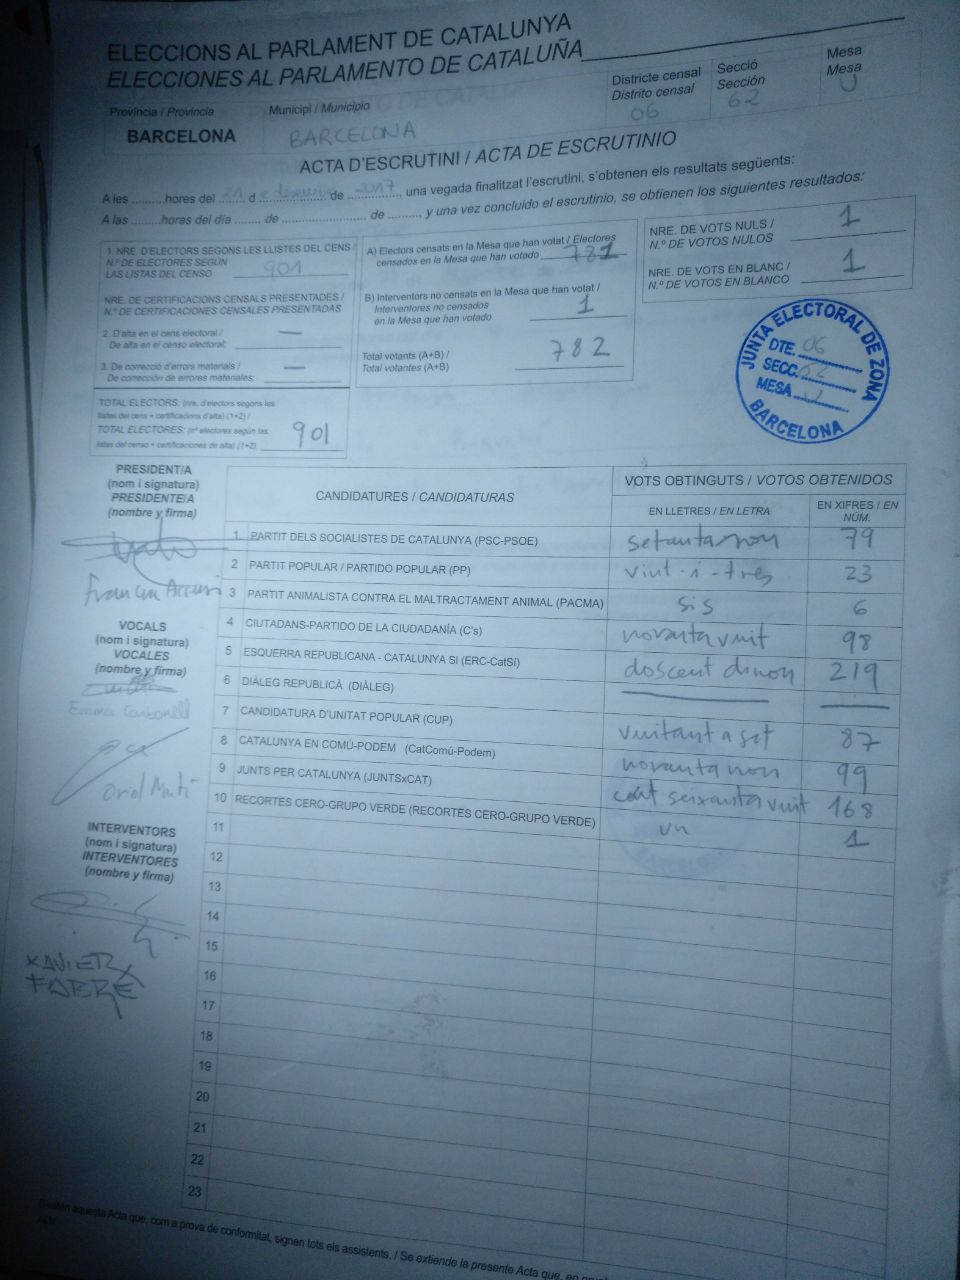 ELECCIONS AL PARLAMENT DE CATALUNYA
ELECCIONES AL PARLAMENTO DE CATALUÑA
Província / Provincia
BARCELONA
Municipi / Municipio
BARCELONA
Districte censal
Distrito censal
06
Secció
Sección
62
Mesa
Mesa
U
ACTA D'ESCRUTINI / ACTA DE ESCRUTINIO
A les ..........hores del 21 d ............... de 2017, una vegada finalitzat l'escrutini, s'obtenen els resultats següents:
A las .........horas del día ....... de ....................... de ........., y una vez concluído el escrutinio, se obtienen los siguientes resultados:
1. NRE. D'ELECTORS SEGONS LES LLISTES DEL CENS /
N.º DE ELECTORES SEGÚN
LAS LISTAS DEL CENSO 901
NRE. DE CERTIFICACIONS CENSALS PRESENTADES /
N.º DE CERTIFICACIONES CENSALES PRESENTADAS
2. D'alta en el cens electoral / —
De alta en el censo electoral:
3. De correcció d'errors materials / —
De corrección de errores materiales:
TOTAL ELECTORS: (nre. d'electors segons les
llistes del cens + certificacions d'alta) (1+2) /
TOTAL ELECTORES: (nº electores según las
listas del censo + certificaciones de alta) (1+2) 901
A) Electors censats en la Mesa que han votat / Electores
censados en la Mesa que han votado 781
B) Interventors no censats en la Mesa que han votat /
Interventores no censados
en la Mesa que han votado 1
Total votants (A+B) /
Total votantes (A+B) 782
NRE. DE VOTS NULS /
N.º DE VOTOS NULOS 1
NRE. DE VOTS EN BLANC /
N.º DE VOTOS EN BLANCO 1
JUNTA ELECTORAL DE ZONA
DTE. 06
SECC. 62
MESA U
BARCELONA
PRESIDENT/A
(nom i signatura)
PRESIDENTE/A
(nombre y firma)
VOCALS
(nom i signatura)
VOCALES
(nombre y firma)
Emma Carbonell
Oriol Martí
INTERVENTORS
(nom i signatura)
INTERVENTORES
(nombre y firma)
XAVIER
FABRE
CANDIDATURES / CANDIDATURAS
VOTS OBTINGUTS / VOTOS OBTENIDOS
EN LLETRES / EN LETRA
EN XIFRES / EN
NÚM.
1 PARTIT DELS SOCIALISTES DE CATALUNYA (PSC-PSOE) setanta-nou 79
2 PARTIT POPULAR / PARTIDO POPULAR (PP) vint-i-tres 23
3 PARTIT ANIMALISTA CONTRA EL MALTRACTAMENT ANIMAL (PACMA) sis 6
4 CIUTADANS-PARTIDO DE LA CIUDADANÍA (C's) noranta vuit 98
5 ESQUERRA REPUBLICANA - CATALUNYA SI (ERC-CatSí) doscent dinou 219
6 DIÀLEG REPUBLICÀ (DIÀLEG) — —
7 CANDIDATURA D'UNITAT POPULAR (CUP) vuitanta set 87
8 CATALUNYA EN COMÚ-PODEM (CatComú-Podem) noranta nou 99
9 JUNTS PER CATALUNYA (JUNTSxCAT) cent seixanta vuit 168
10 RECORTES CERO-GRUPO VERDE (RECORTES CERO-GRUPO VERDE) un 1
11
12
13
14
15
16
17
18
19
20
21
22
23
aquesta Acta que, com a prova de conformitat, signen tots els assistents. / Se extiende la presente Acta que, en